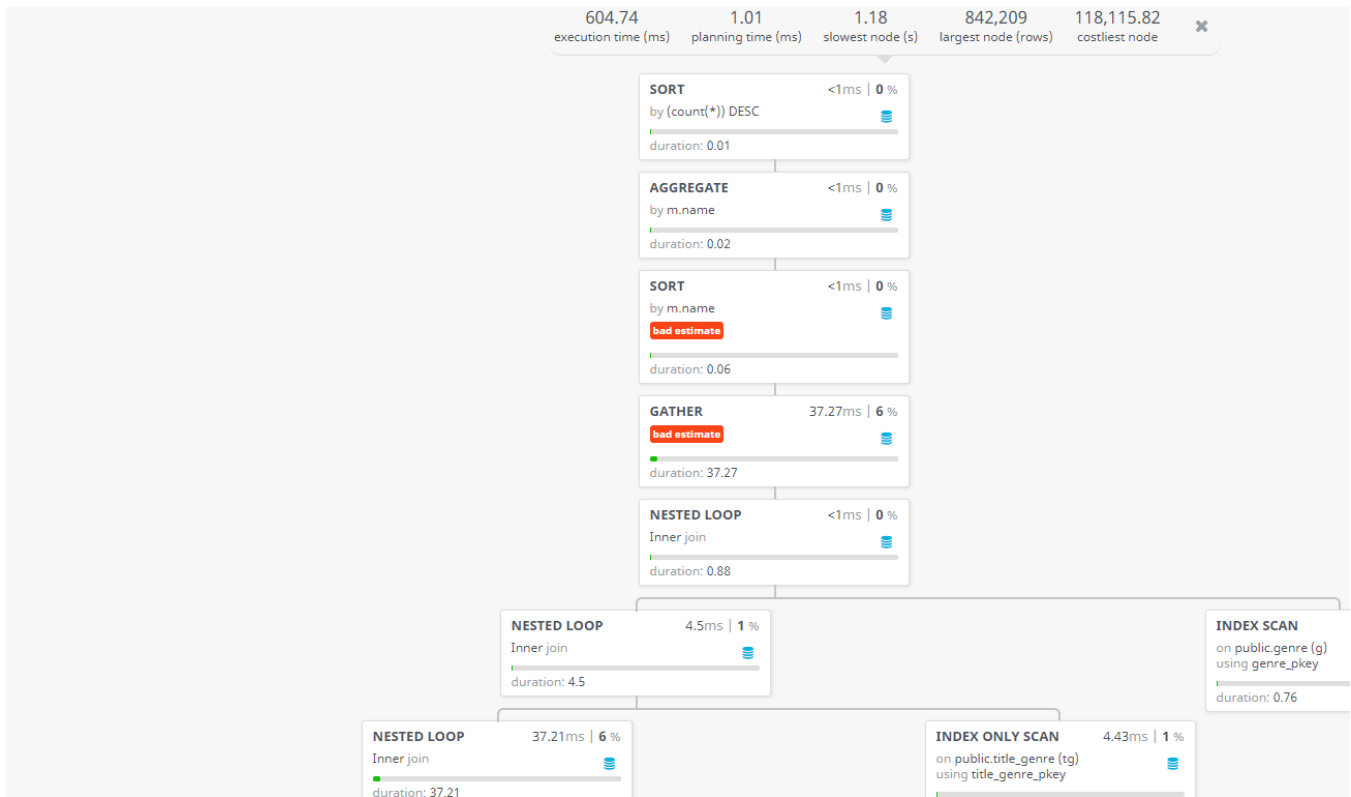 604.74 1.01 1.18 842,209 118,115.82
execution time (ms) planning time (ms) slowest node (s) largest node (rows) costliest node
SORT <1ms | 0 %
by (count(*)) DESC
duration: 0.01
AGGREGATE <1ms | 0 %
by m.name
duration: 0.02
SORT <1ms | 0 %
by m.name
bad estimate
duration: 0.06
GATHER 37.27ms | 6 %
bad estimate
duration: 37.27
NESTED LOOP <1ms | 0 %
Inner join
duration: 0.88
NESTED LOOP 4.5ms | 1 %
Inner join
duration: 4.5
INDEX SCAN
on public.genre (g)
using genre_pkey
duration: 0.76
NESTED LOOP 37.21ms | 6 %
Inner join
duration: 37.21
INDEX ONLY SCAN 4.43ms | 1 %
on public.title_genre (tg)
using title_genre_pkey